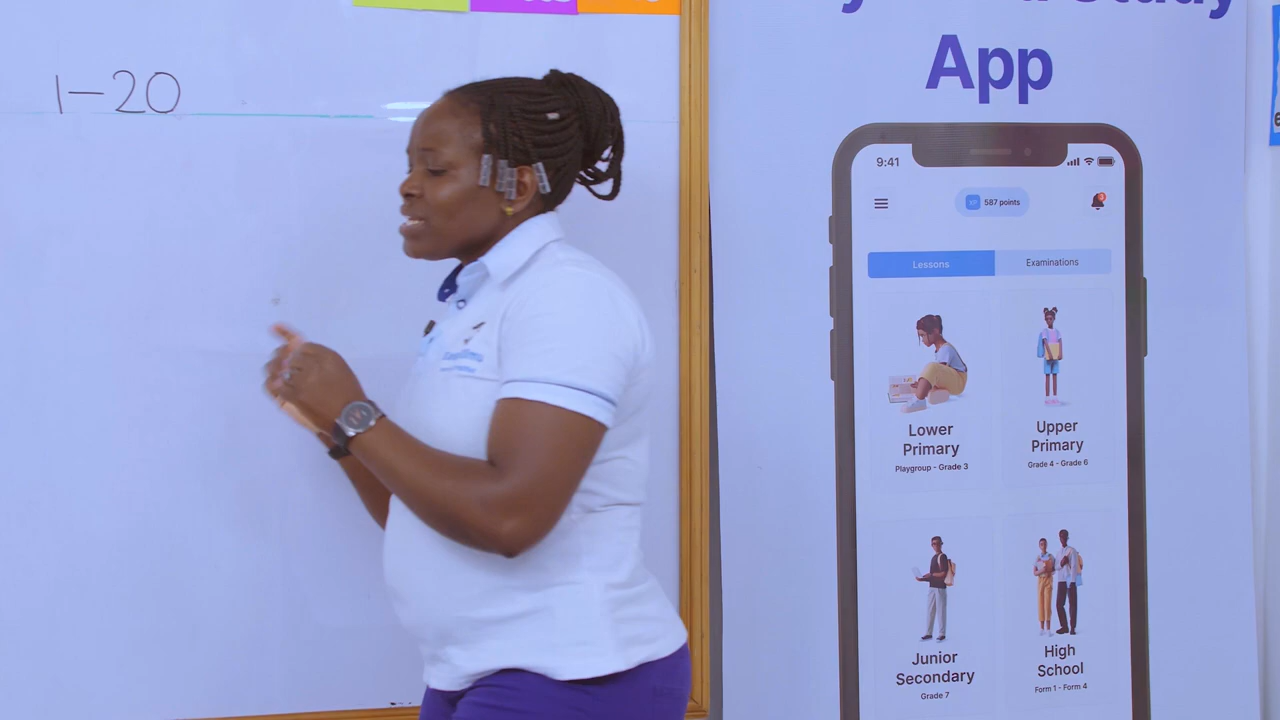 1-20
App
9:41
XP 587 points
Lessons Examinations
Lower
Primary
Playgroup - Grade 3
Upper
Primary
Grade 4 - Grade 6
Junior
Secondary
Grade 7
High
School
Form 1 - Form 4